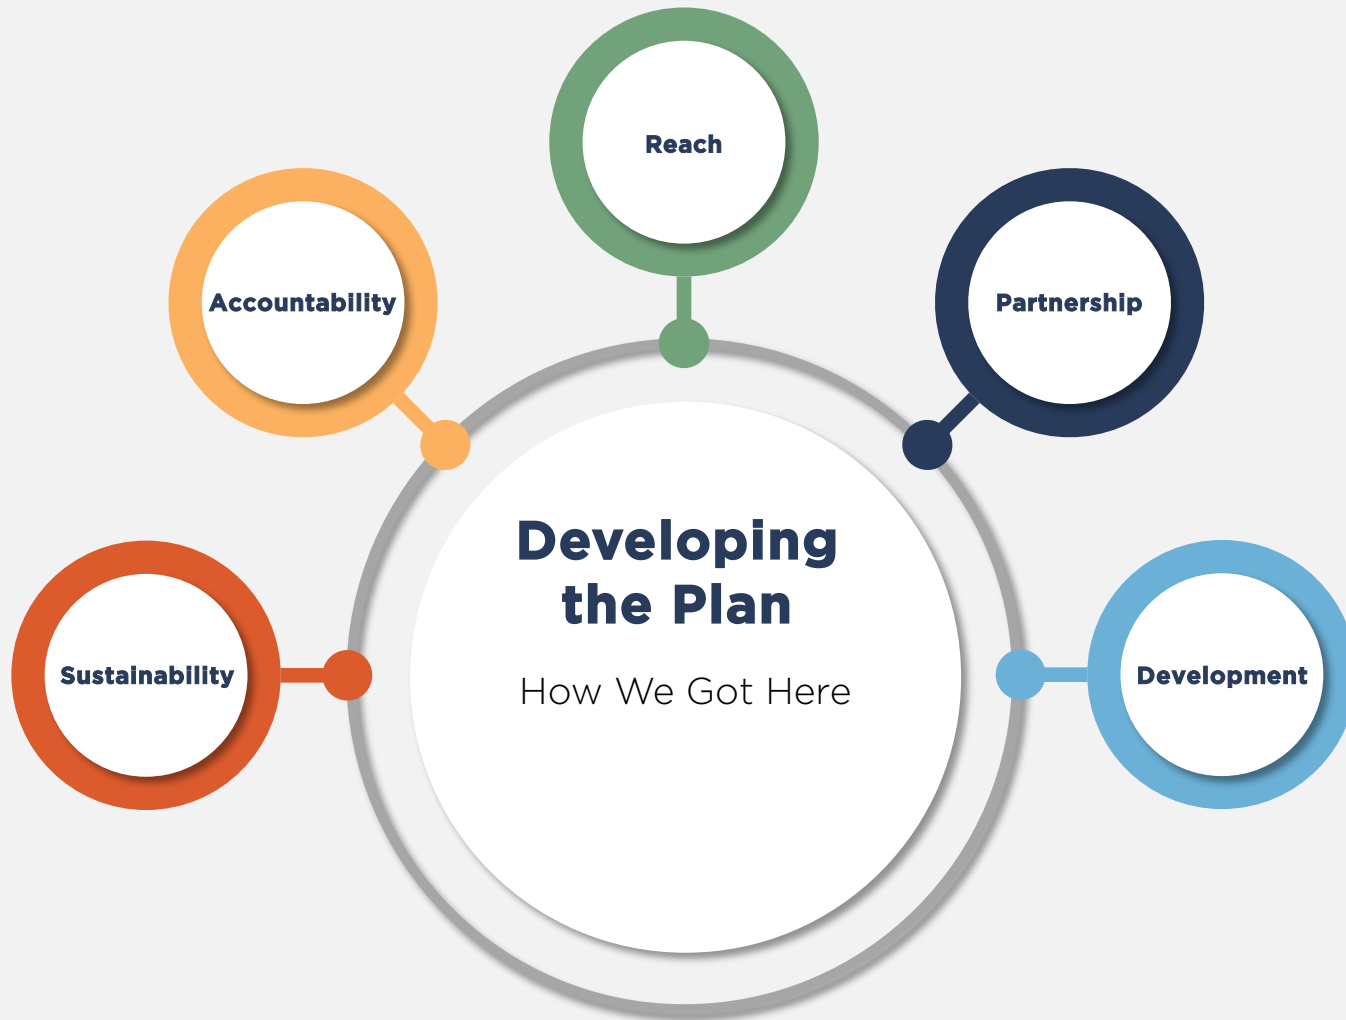 Reach
Accountability
Partnership
Developing
the Plan
How We Got Here
Sustainability
Development